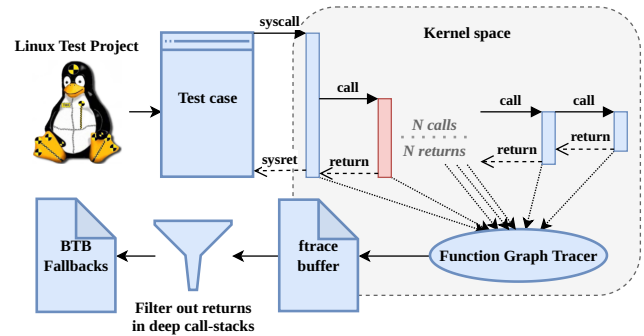 Linux Test Project
syscall
Kernel space
Test case
call
call
call
N calls
N returns
sysret
return
return
return
BTB
Fallbacks
ftrace
buffer
Function Graph Tracer
Filter out returns
in deep call-stacks